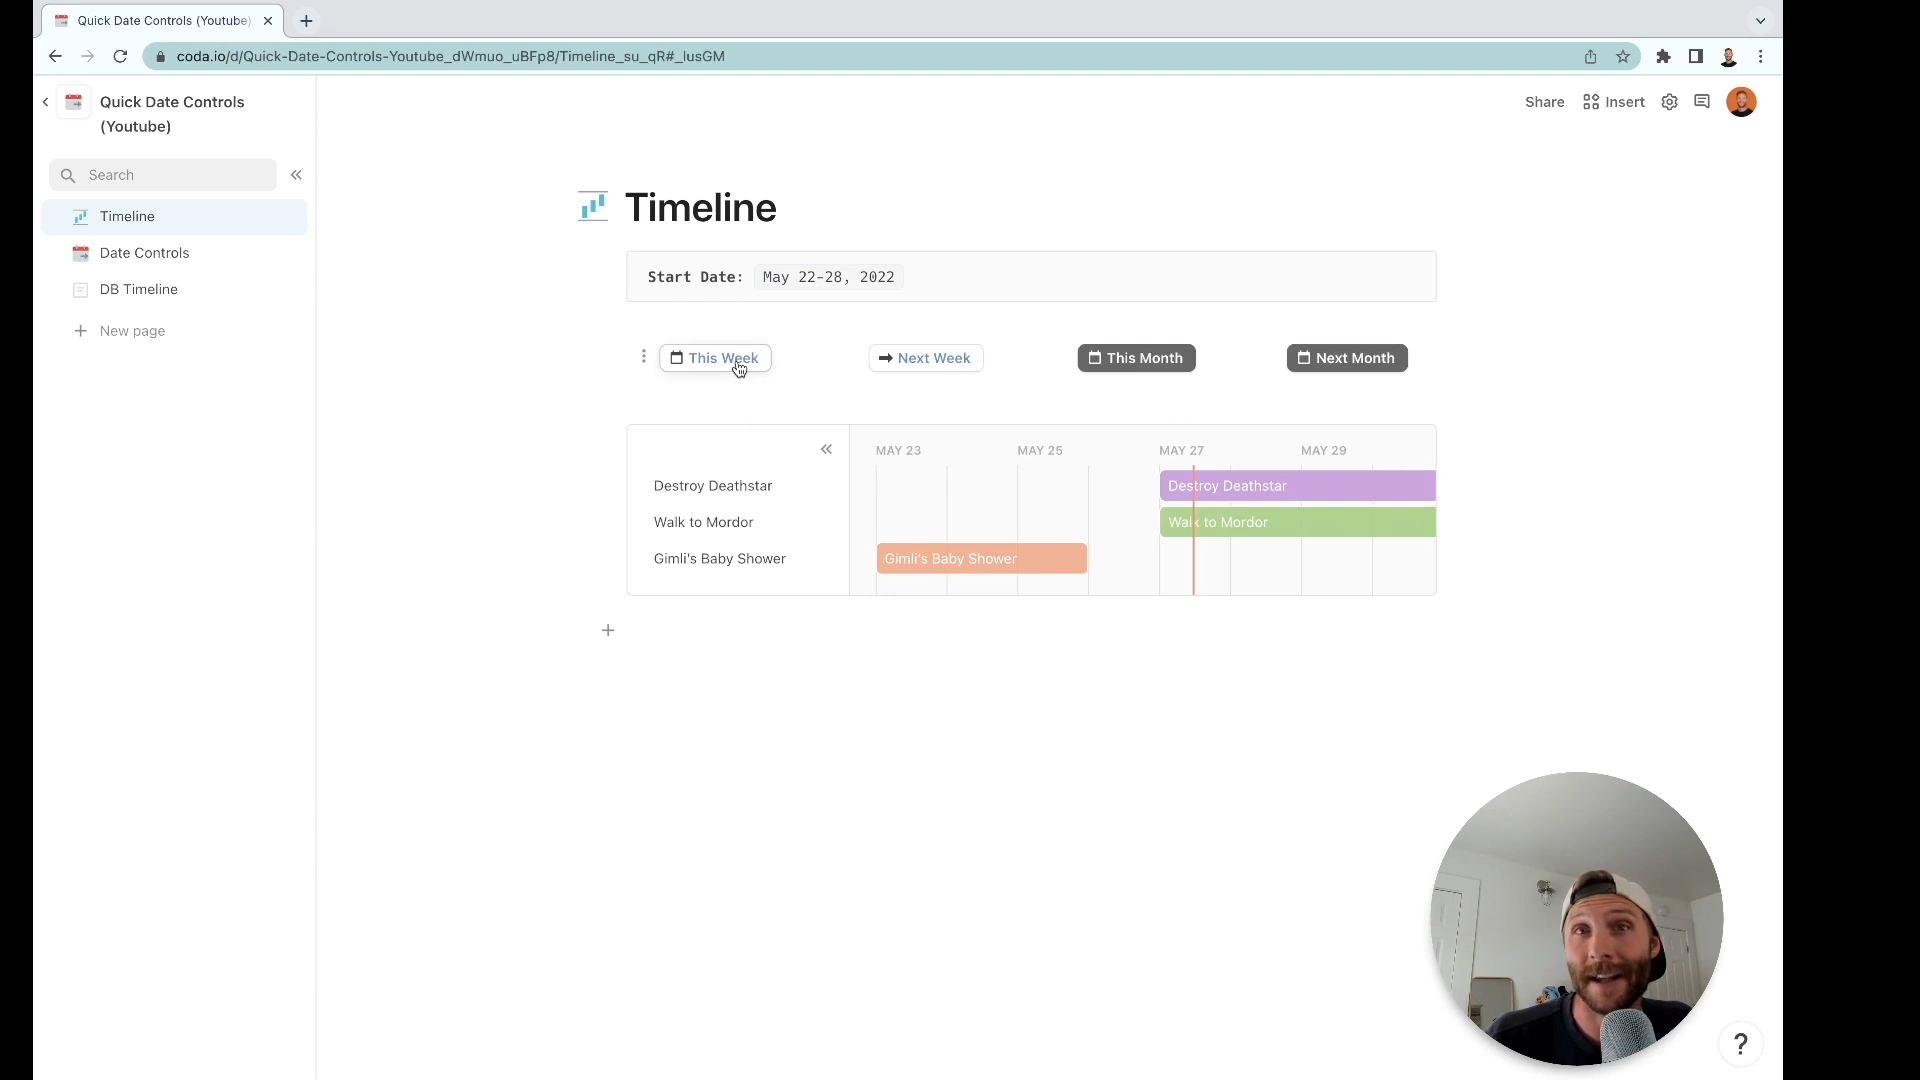 Quick Date Controls (Youtube)
coda.io/d/Quick-Date-Controls-Youtube_dWmuo_uBFp8/Timeline_su_qR#_lusGM
Quick Date Controls
(Youtube)
Share
Insert
Search
Timeline
Date Controls
DB Timeline
New page
Timeline
Start Date: May 22–28, 2022
This Week
Next Week
This Month
Next Month
MAY 23
MAY 25
MAY 27
MAY 29
Destroy Deathstar
Destroy Deathstar
Walk to Mordor
Walk to Mordor
Gimli's Baby Shower
Gimli's Baby Shower
?